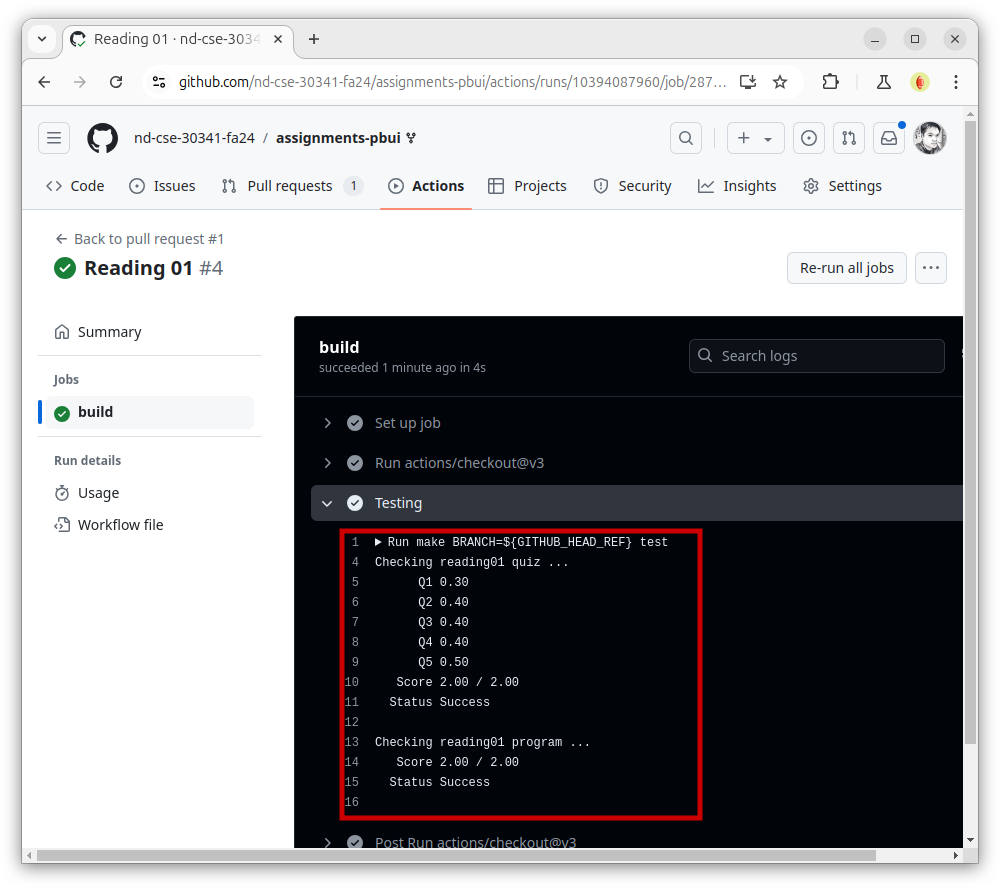 Reading 01 · nd-cse-3034
github.com/nd-cse-30341-fa24/assignments-pbui/actions/runs/10394087960/job/287...
nd-cse-30341-fa24 / assignments-pbui
Code Issues Pull requests 1 Actions Projects Security Insights Settings
Back to pull request #1
Reading 01 #4
Re-run all jobs
Summary
Jobs
build
Run details
Usage
Workflow file
build
succeeded 1 minute ago in 4s
Search logs
Set up job
Run actions/checkout@v3
Testing
1 Run make BRANCH=${GITHUB_HEAD_REF} test
4 Checking reading01 quiz ...
5 Q1 0.30
6 Q2 0.40
7 Q3 0.40
8 Q4 0.40
9 Q5 0.50
10 Score 2.00 / 2.00
11 Status Success
12
13 Checking reading01 program ...
14 Score 2.00 / 2.00
15 Status Success
16
Post Run actions/checkout@v3